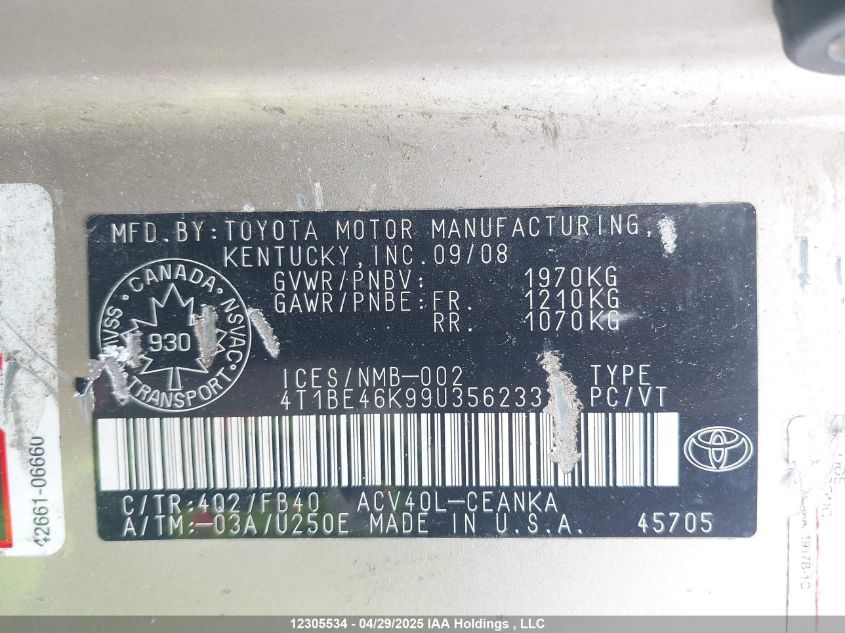 MFD. BY: TOYOTA MOTOR MANUFACTURING,
KENTUCKY, INC. 09/08
GVWR/PNBV: 1970KG
GAWR/PNBE: FR. 1210KG
RR. 1070KG
CANADA
NSVAC
930
TRANSPORT
ICES/NMB-002 TYPE
4T1BE46K99U356233 PC/VT
C/TR: 4Q2/FB40 ACV40L-CEANKA
A/TM: -03A/U250E MADE IN U.S.A. 45705
42661-06660
12305534 - 04/29/2025 IAA Holdings , LLC